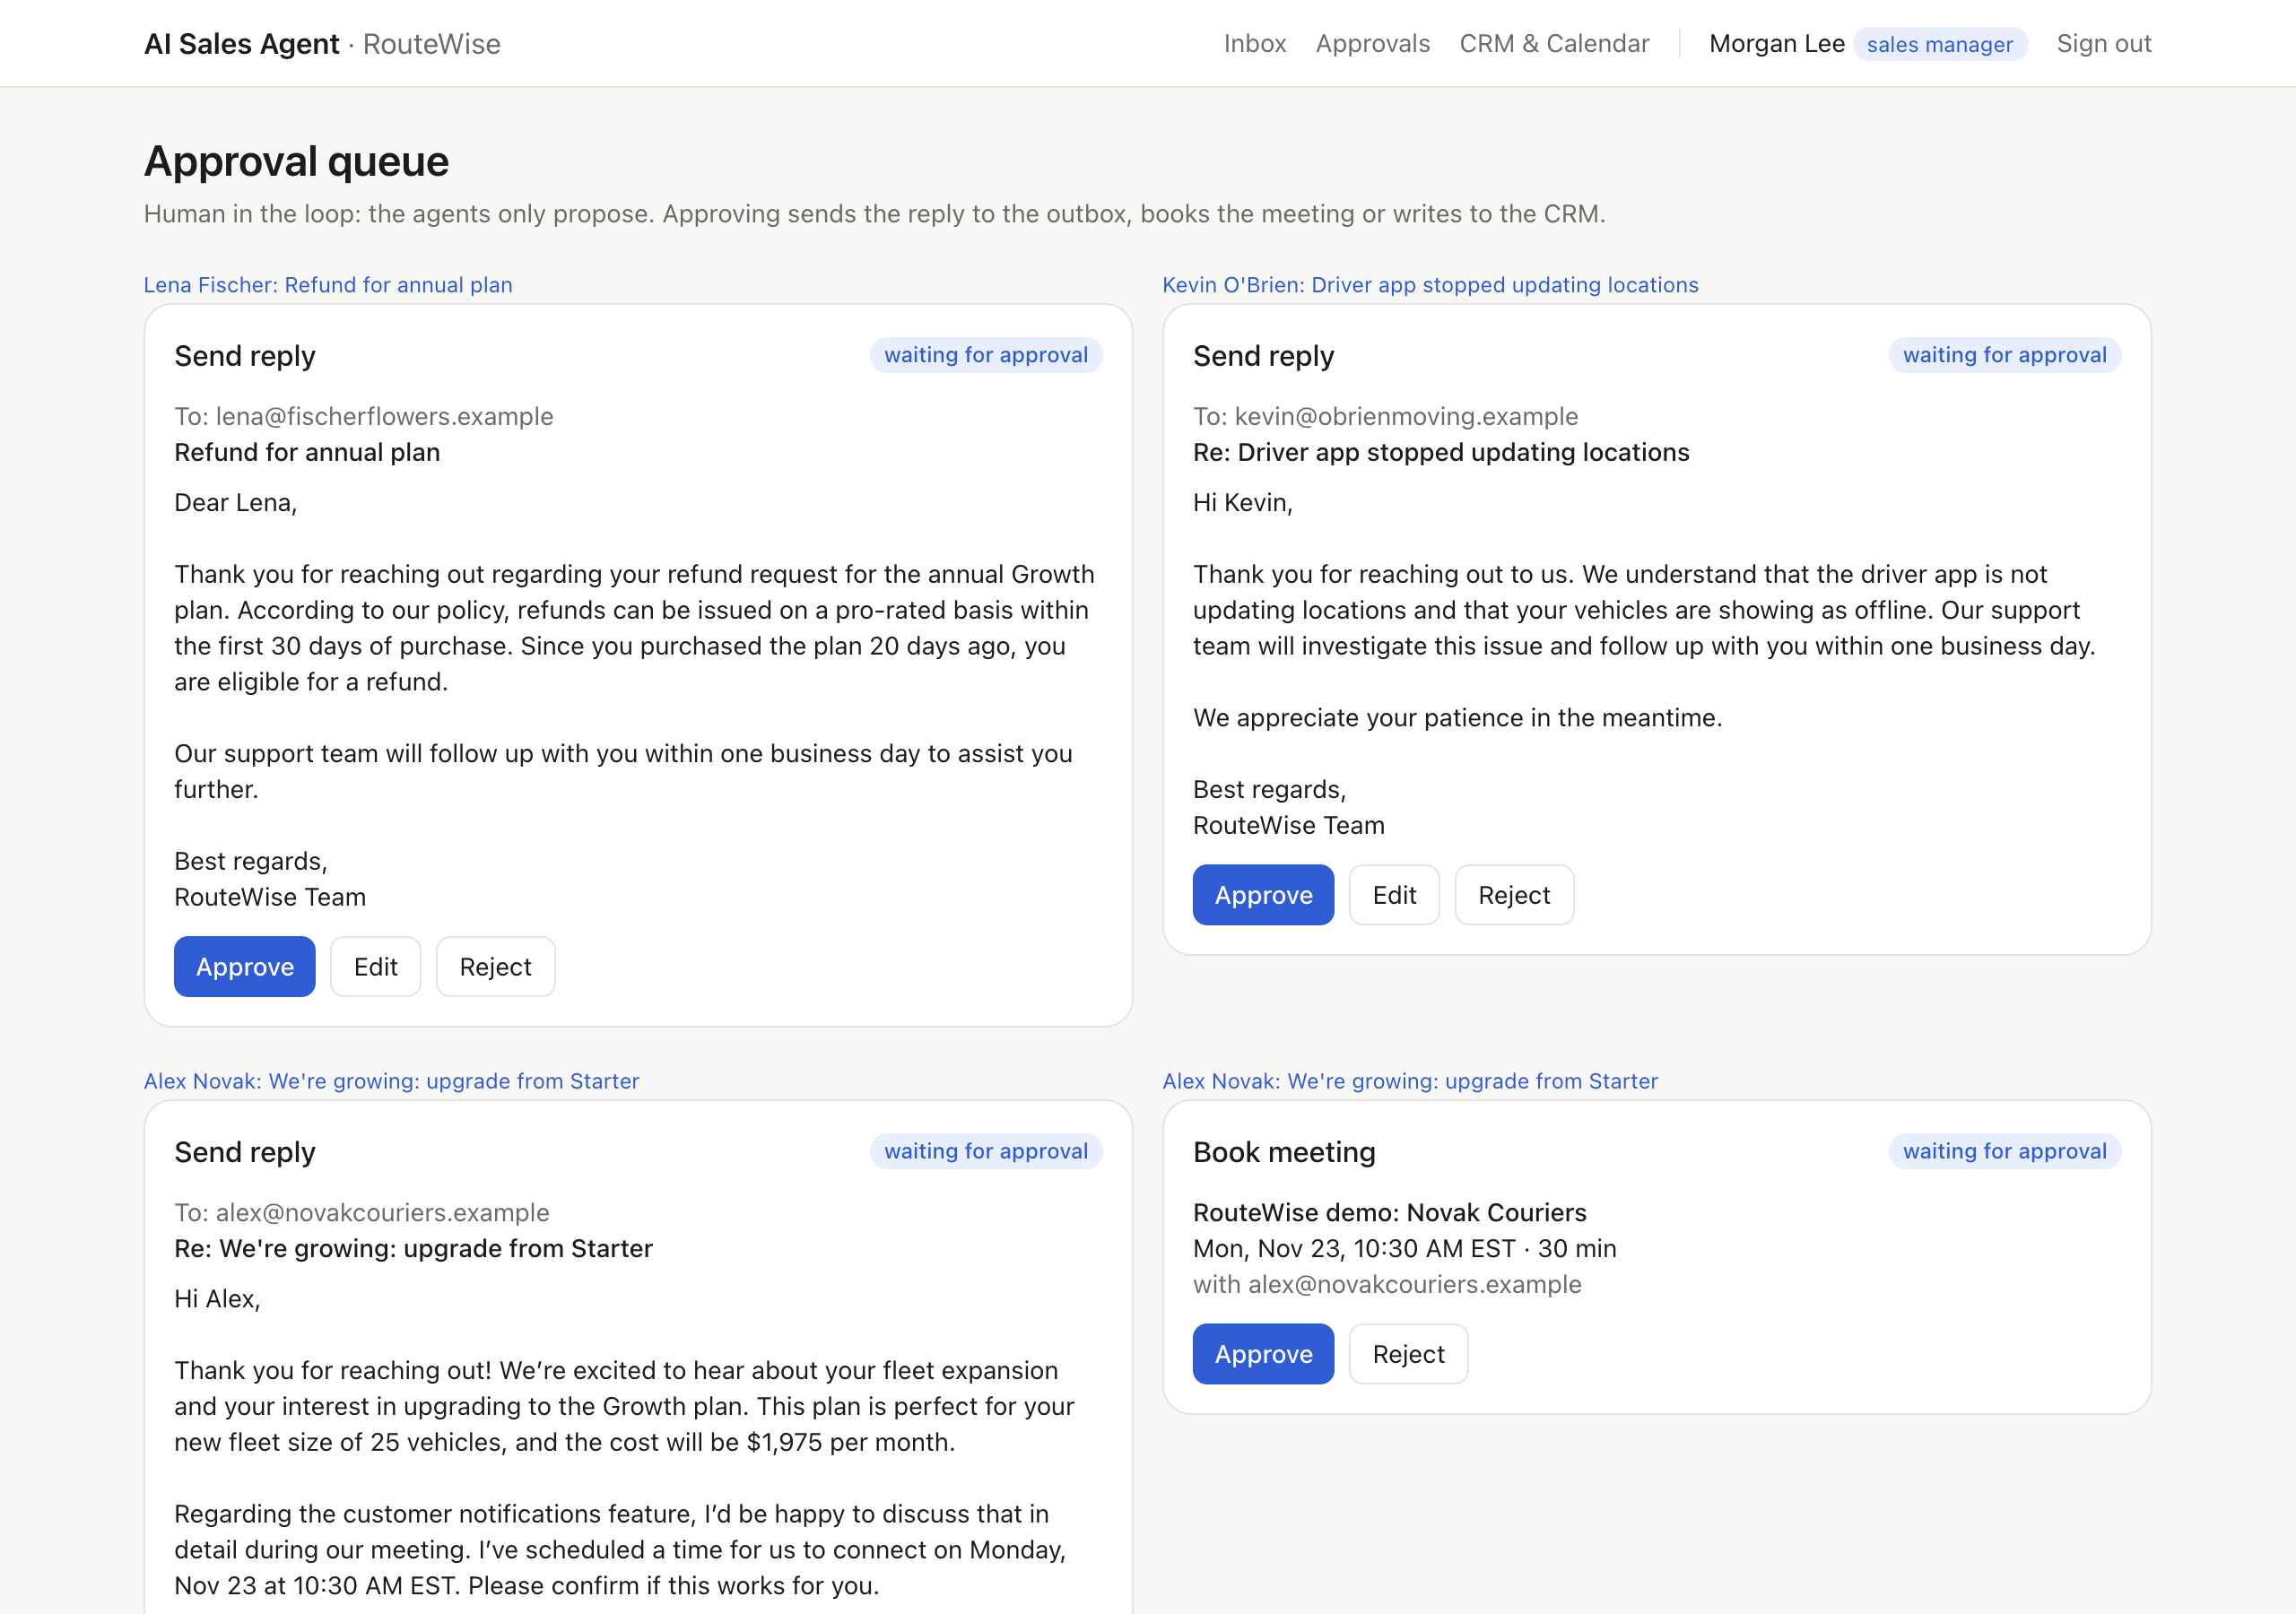 AI Sales Agent · RouteWise
Inbox
Approvals
CRM & Calendar
Morgan Lee
sales manager
Sign out
Approval queue
Human in the loop: the agents only propose. Approving sends the reply to the outbox, books the meeting or writes to the CRM.
Lena Fischer: Refund for annual plan
Send reply
waiting for approval
To: lena@fischerflowers.example
Refund for annual plan
Dear Lena,
Thank you for reaching out regarding your refund request for the annual Growth
plan. According to our policy, refunds can be issued on a pro-rated basis within
the first 30 days of purchase. Since you purchased the plan 20 days ago, you
are eligible for a refund.
Our support team will follow up with you within one business day to assist you
further.
Best regards,
RouteWise Team
Approve
Edit
Reject
Kevin O'Brien: Driver app stopped updating locations
Send reply
waiting for approval
To: kevin@obrienmoving.example
Re: Driver app stopped updating locations
Hi Kevin,
Thank you for reaching out to us. We understand that the driver app is not
updating locations and that your vehicles are showing as offline. Our support
team will investigate this issue and follow up with you within one business day.
We appreciate your patience in the meantime.
Best regards,
RouteWise Team
Approve
Edit
Reject
Alex Novak: We're growing: upgrade from Starter
Send reply
waiting for approval
To: alex@novakcouriers.example
Re: We're growing: upgrade from Starter
Hi Alex,
Thank you for reaching out! We’re excited to hear about your fleet expansion
and your interest in upgrading to the Growth plan. This plan is perfect for your
new fleet size of 25 vehicles, and the cost will be $1,975 per month.
Regarding the customer notifications feature, I’d be happy to discuss that in
detail during our meeting. I’ve scheduled a time for us to connect on Monday,
Nov 23 at 10:30 AM EST. Please confirm if this works for you.
Alex Novak: We're growing: upgrade from Starter
Book meeting
waiting for approval
RouteWise demo: Novak Couriers
Mon, Nov 23, 10:30 AM EST · 30 min
with alex@novakcouriers.example
Approve
Reject